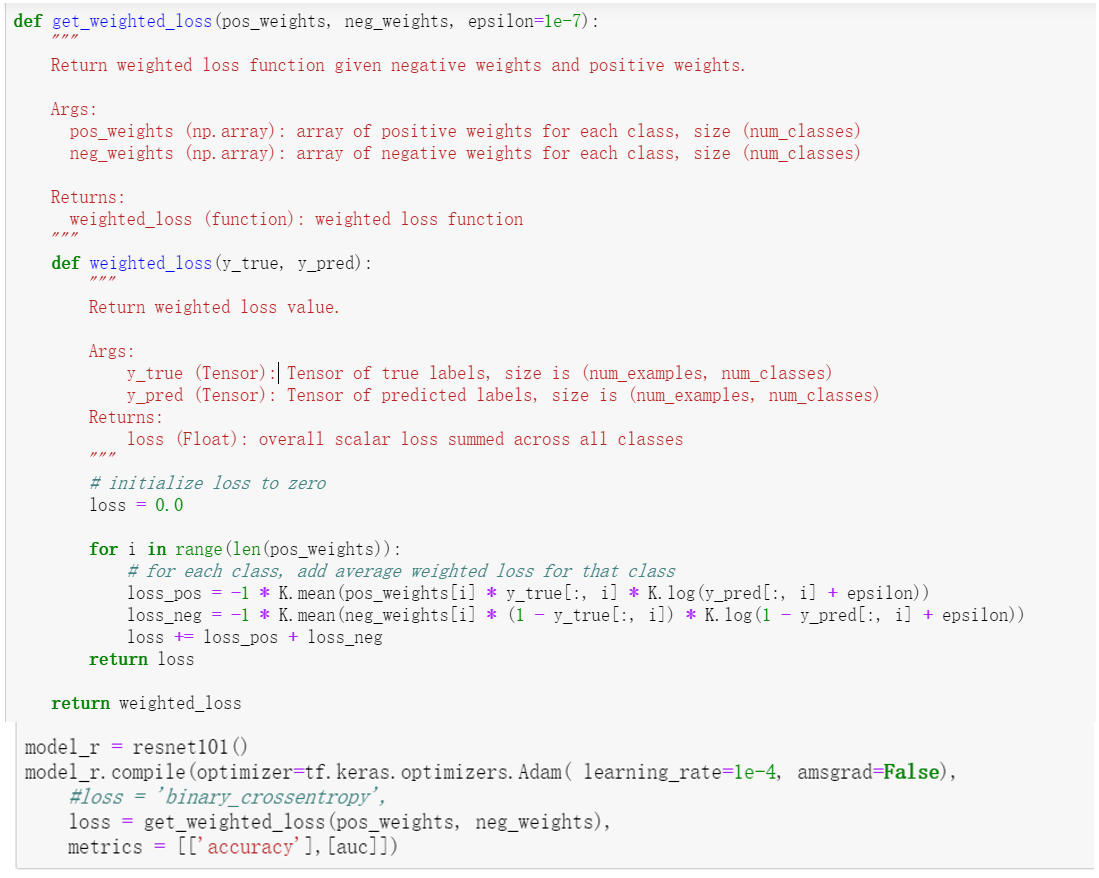 def get_weighted_loss(pos_weights, neg_weights, epsilon=1e-7):
    """
    Return weighted loss function given negative weights and positive weights.

    Args:
      pos_weights (np.array): array of positive weights for each class, size (num_classes)
      neg_weights (np.array): array of negative weights for each class, size (num_classes)

    Returns:
      weighted_loss (function): weighted loss function
    """
    def weighted_loss(y_true, y_pred):
        """
        Return weighted loss value.

        Args:
            y_true (Tensor): Tensor of true labels, size is (num_examples, num_classes)
            y_pred (Tensor): Tensor of predicted labels, size is (num_examples, num_classes)
        Returns:
            loss (Float): overall scalar loss summed across all classes
        """
        # initialize loss to zero
        loss = 0.0

        for i in range(len(pos_weights)):
            # for each class, add average weighted loss for that class
            loss_pos = -1 * K.mean(pos_weights[i] * y_true[:, i] * K.log(y_pred[:, i] + epsilon))
            loss_neg = -1 * K.mean(neg_weights[i] * (1 - y_true[:, i]) * K.log(1 - y_pred[:, i] + epsilon))
            loss += loss_pos + loss_neg
        return loss

    return weighted_loss
model_r = resnet101()
model_r.compile(optimizer=tf.keras.optimizers.Adam( learning_rate=1e-4, amsgrad=False),
    #loss = 'binary_crossentropy',
    loss = get_weighted_loss(pos_weights, neg_weights),
    metrics = [['accuracy'],[auc]])